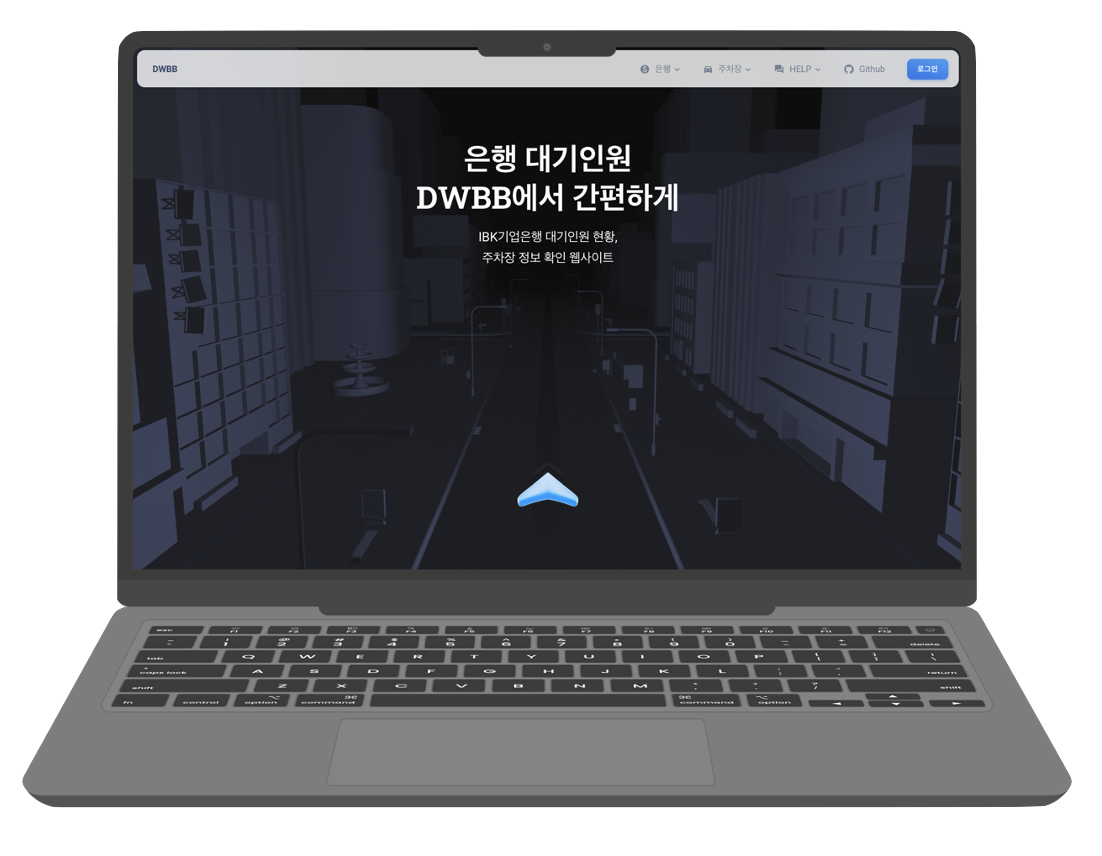 DWBB 은행 주차장 HELP Github 로그인
은행 대기인원
DWBB에서 간편하게
IBK기업은행 대기인원 현황,
주차장 정보 확인 웹사이트
esc F1 F2 F3 F4 F5 F6 F7 F8 F9 F10 F11 F12
! 1 @ 2 # 3 $ 4 % 5 ^ 6 & 7 * 8 ( 9 ) 0 delete
tab Q W E R T Y U I O P
caps lock A S D F G H J K L return
shift Z X C V B N M shift
fn control option ⌘ command ⌘ command option